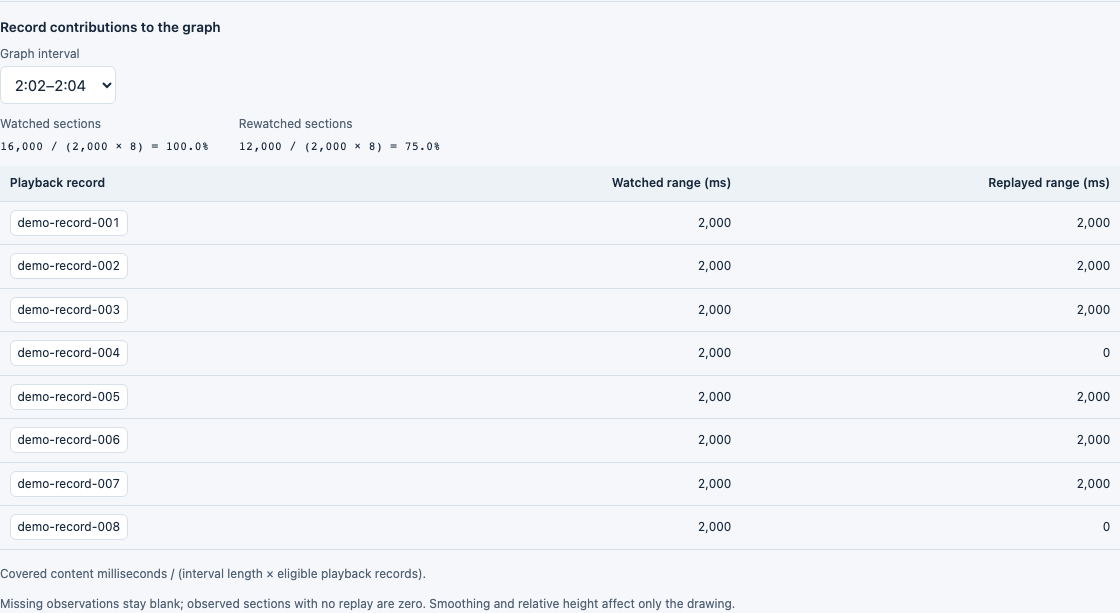 Record contributions to the graph
Graph interval
2:02–2:04
Watched sections Rewatched sections
16,000 / (2,000 × 8) = 100.0% 12,000 / (2,000 × 8) = 75.0%
Playback record Watched range (ms) Replayed range (ms)
demo-record-001 2,000 2,000
demo-record-002 2,000 2,000
demo-record-003 2,000 2,000
demo-record-004 2,000 0
demo-record-005 2,000 2,000
demo-record-006 2,000 2,000
demo-record-007 2,000 2,000
demo-record-008 2,000 0
Covered content milliseconds / (interval length × eligible playback records).
Missing observations stay blank; observed sections with no replay are zero. Smoothing and relative height affect only the drawing.